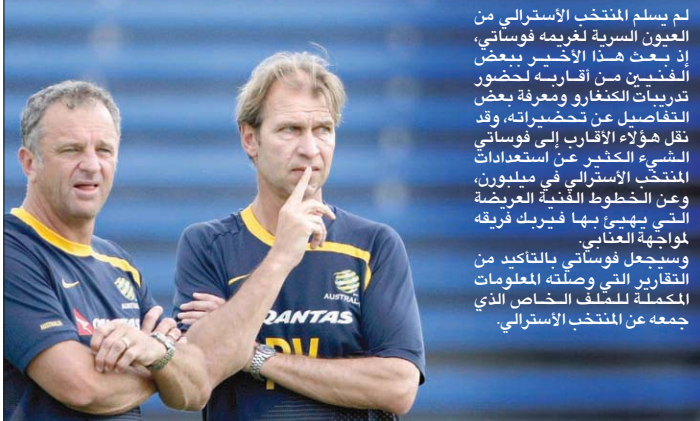 لم يسلم المنتخب الأسترالي من
العيون السرية لغريمه فوساتي،
إذ بعث هذا الأخير ببعض
الفنيين من أقاربه لحضور
تدريبات الكنغارو ومعرفة بعض
التفاصيل عن تحضيراته، وقد
نقل هؤلاء الأقارب إلى فوساتي
الشيء الكثير عن استعدادات
المنتخب الأسترالي في ميلبورن،
وعن الخطوط الفنية العريضة
التي يهيئ بها فيربك فريقه
لمواجهة العنابي.
وسيجعل فوساتي بالتأكيد من
التقارير التي وصلته المعلومات
المكملة للملف الخاص الذي
جمعه عن المنتخب الأسترالي.
AUSTRALIA
QANTAS
PV
AUSTRALIA